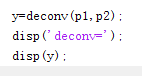 y=deconv(p1,p2);
disp('deconv=');
disp(y);